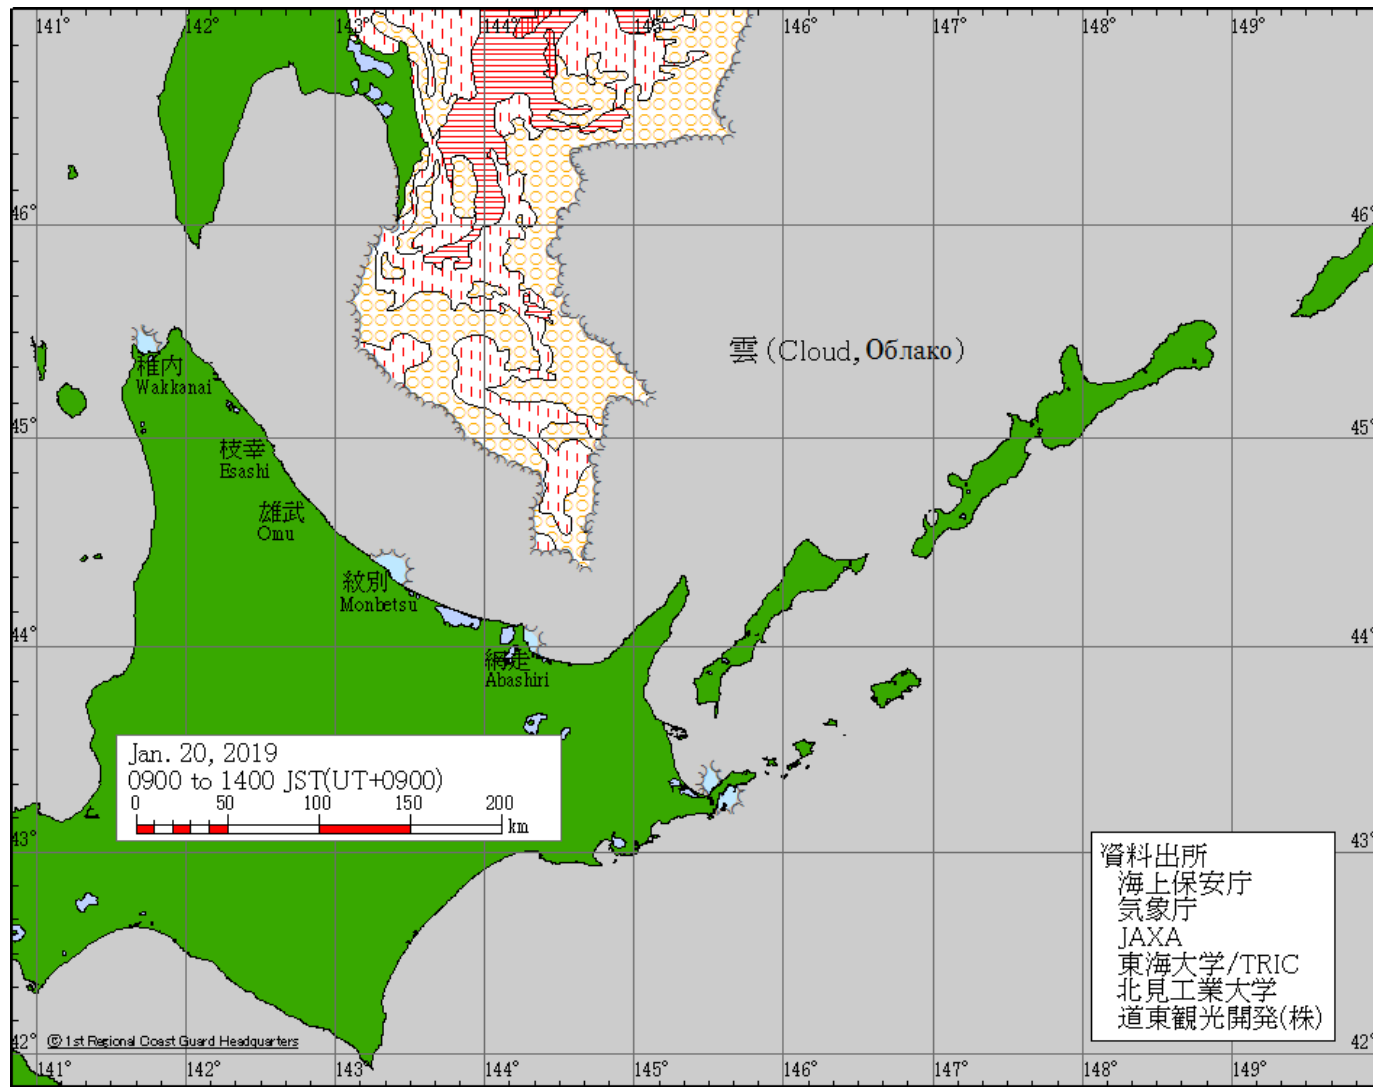 141° 142° 143° 144° 145° 146° 147° 148° 149°
46° 46°
雲(Cloud, Облако)
稚内
Wakkanai
45° 45°
枝幸
Esashi
雄武
Omu
紋別
Monbetsu
44° 44°
網走
Abashiri
Jan. 20, 2019
0900 to 1400 JST(UT+0900)
0 50 100 150 200
km
43° 43°
資料出所
海上保安庁
気象庁
JAXA
東海大学/TRIC
北見工業大学
道東観光開発(株)
42° 42°
© 1st Regional Coast Guard Headquarters
141° 142° 143° 144° 145° 146° 147° 148° 149°